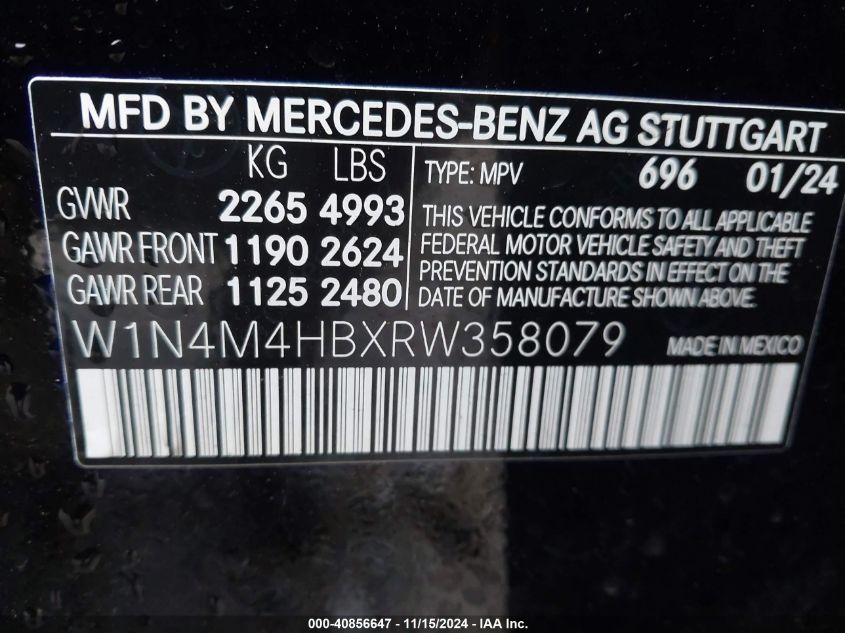 MFD BY MERCEDES-BENZ AG STUTTGART
KG LBS
GVWR 2265 4993
GAWR FRONT 1190 2624
GAWR REAR 1125 2480
TYPE: MPV 696 01/24
THIS VEHICLE CONFORMS TO ALL APPLICABLE
FEDERAL MOTOR VEHICLE SAFETY AND THEFT
PREVENTION STANDARDS IN EFFECT ON THE
DATE OF MANUFACTURE SHOWN ABOVE.
W1N4M4HBXRW358079 MADE IN MEXICO
000-40856647 - 11/15/2024 - IAA Inc.